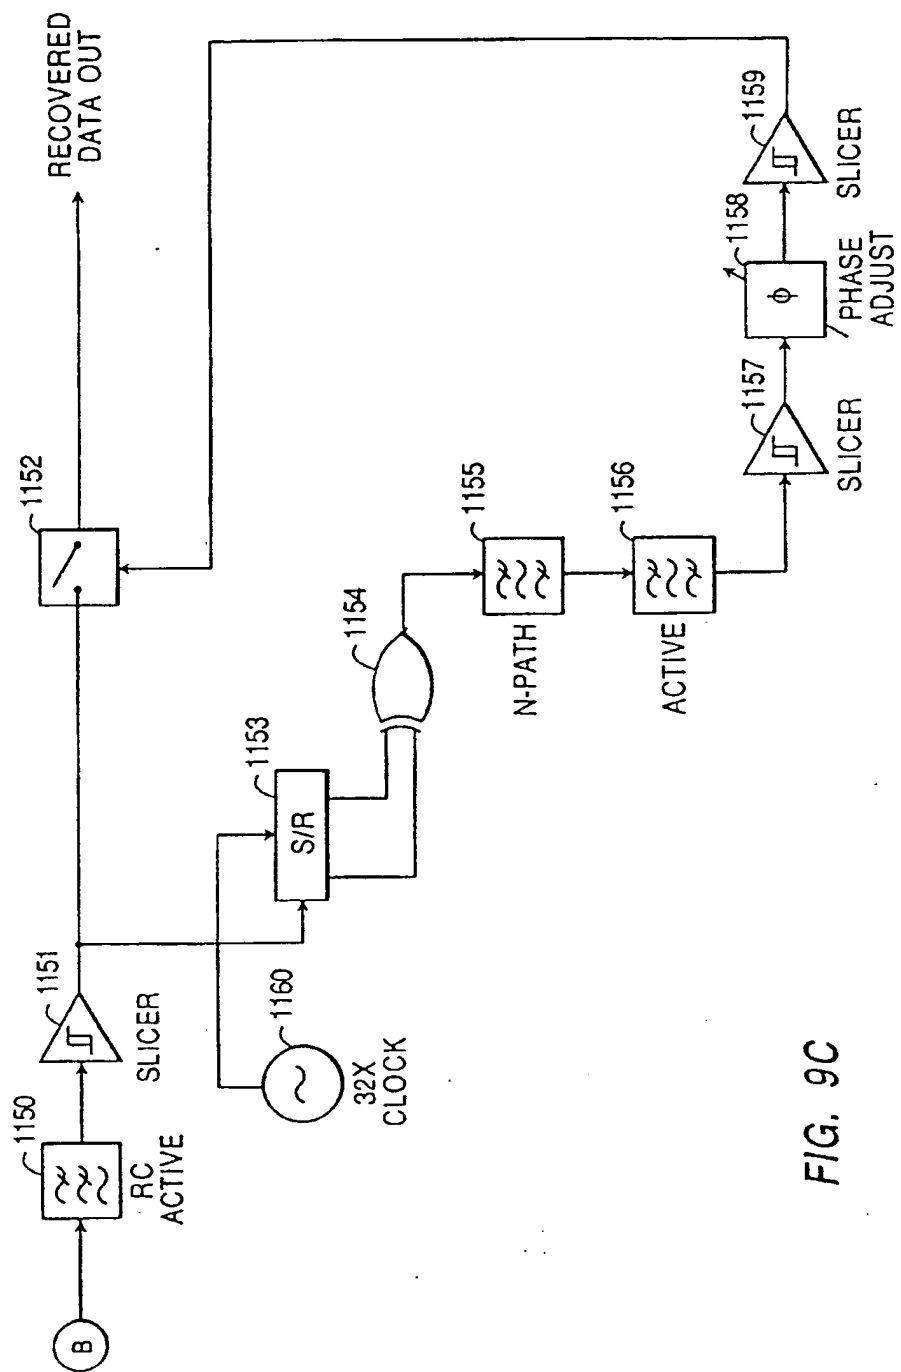 B
1150
RC
ACTIVE
1151
SLICER
1152
RECOVERED
DATA OUT
1160
32X
CLOCK
1153
S/R
1154
1155
N-PATH
1156
ACTIVE
1157
SLICER
1158
ϕ
PHASE
ADJUST
1159
SLICER
FIG. 9C